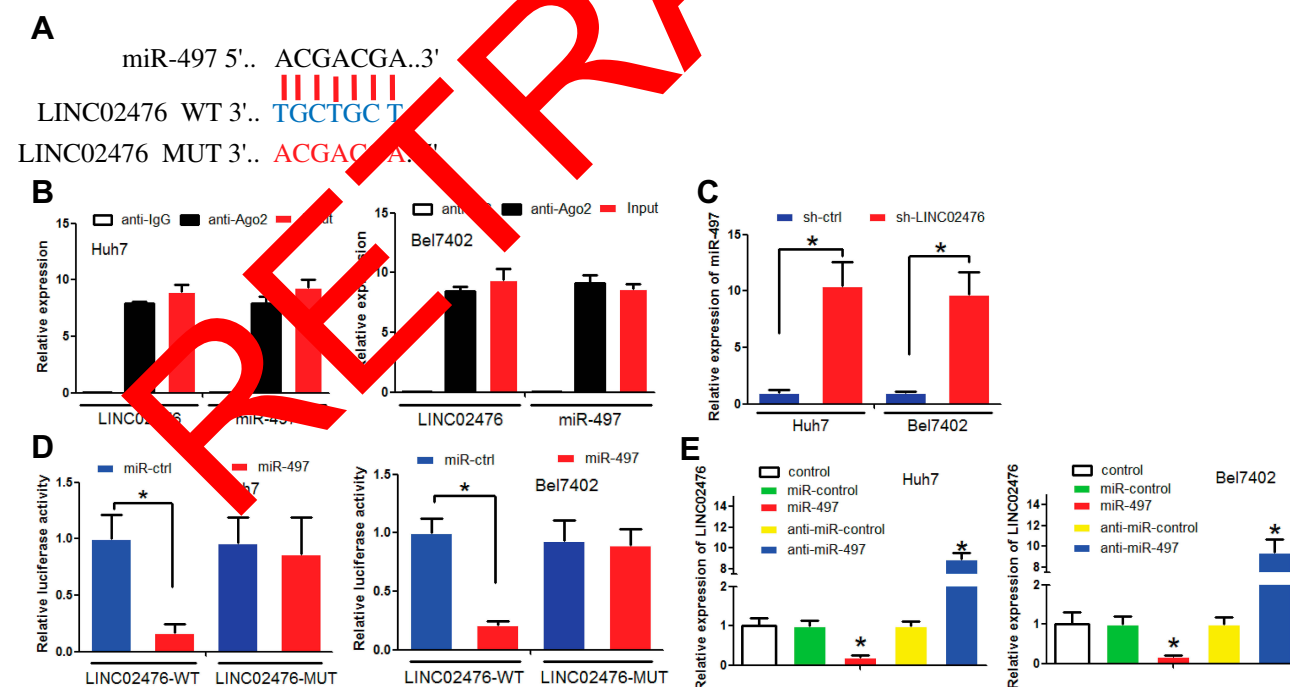 A
miR-497 5'.. ACGACGA..3'
LINC02476 WT 3'.. TGCTGC T
LINC02476 MUT 3'.. ACGAC A.
RETRA
B
anti-IgG anti-Ago2
Huh7
Relative expression
15
10
5
0
LINC02476 miR-497
anti-Ago2 Input
Bel7402
Relative expression
15
10
5
0
LINC02476 miR-497
C
sh-ctrl sh-LINC02476
Relative expression of miR-497
15
10
5
0
* *
Huh7 Bel7402
D
miR-ctrl miR-497
Relative luciferase activity
1.5
1.0
0.5
0.0
*
LINC02476-WT LINC02476-MUT
miR-ctrl miR-497
Bel7402
Relative luciferase activity
1.5
1.0
0.5
0.0
*
LINC02476-WT LINC02476-MUT
E
control
miR-control
miR-497
anti-miR-control
anti-miR-497
Huh7
Relative expression of LINC02476
14
12
10
8
2
1
0
* *
control
miR-control
miR-497
anti-miR-control
anti-miR-497
Bel7402
Relative expression of LINC02476
14
12
10
8
2
1
0
* *